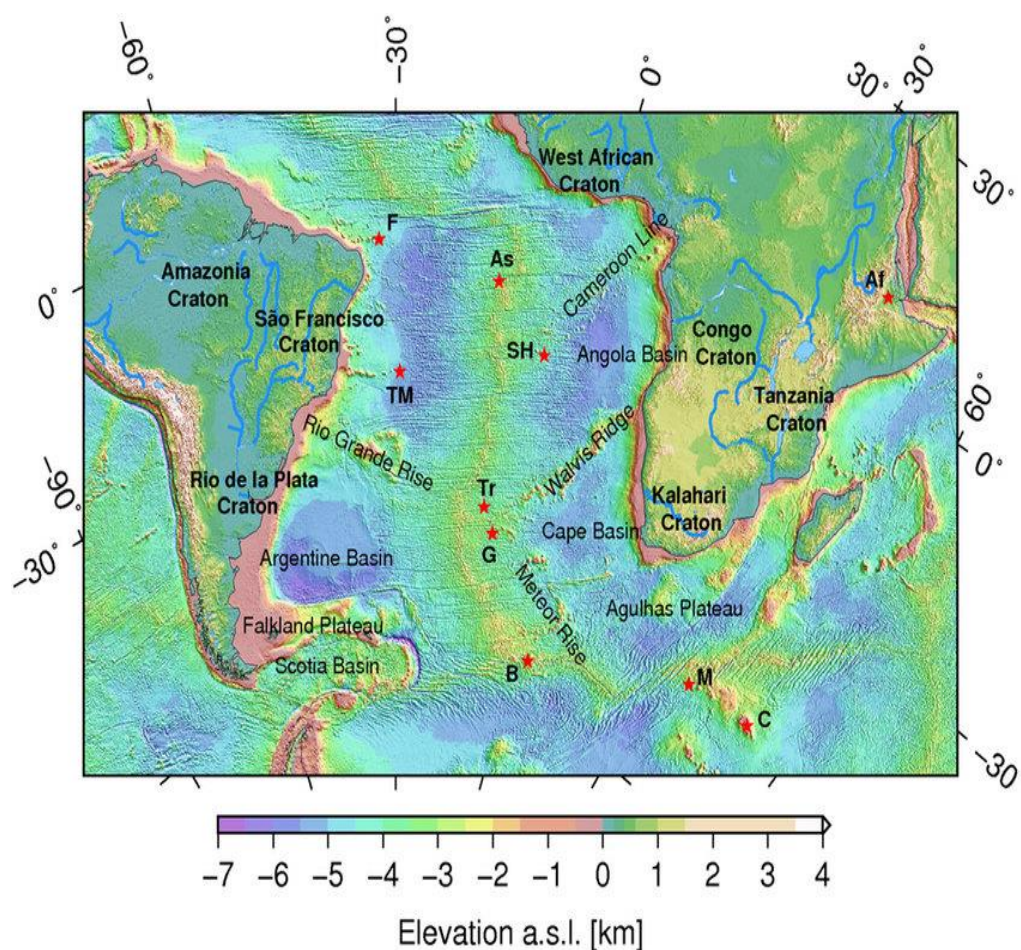 -60°
-30°
0°
30°
30°
West African
Craton
30°
F
Cameroon Line
As
Amazonia
Craton
Af
0°
São Francisco
Craton
SH
Angola Basin
Congo
Craton
TM
Tanzania
Craton
60°
Rio Grande Rise
Walvis Ridge
0°
-90°
Rio de la Plata
Craton
Tr
Kalahari
Craton
G
Cape Basin
-30°
Argentine Basin
Meteor Rise
Agulhas Plateau
Falkland Plateau
Scotia Basin
B
M
C
-30
-7 -6 -5 -4 -3 -2 -1 0 1 2 3 4
Elevation a.s.l. [km]